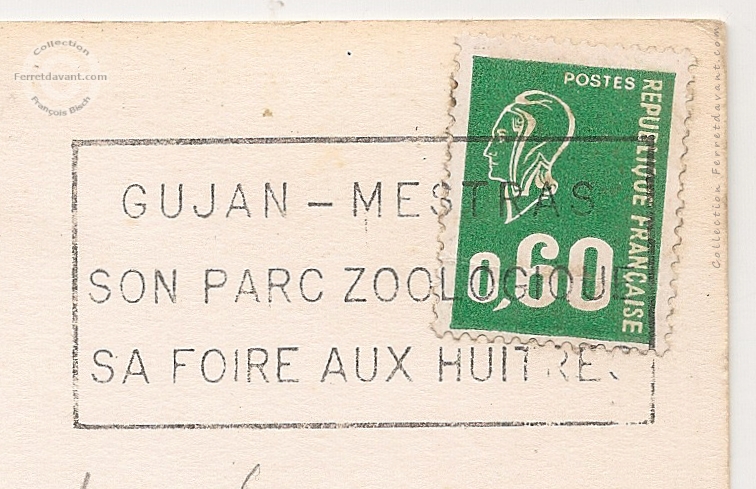 Collection
Ferretdavant.com
François Bisch
POSTES
REPUBLIQUE FRANÇAISE
0,60
GUJAN – MESTRAS
SON PARC ZOOLOGIQUE
SA FOIRE AUX HUITRES
Collection Ferretdavant.com